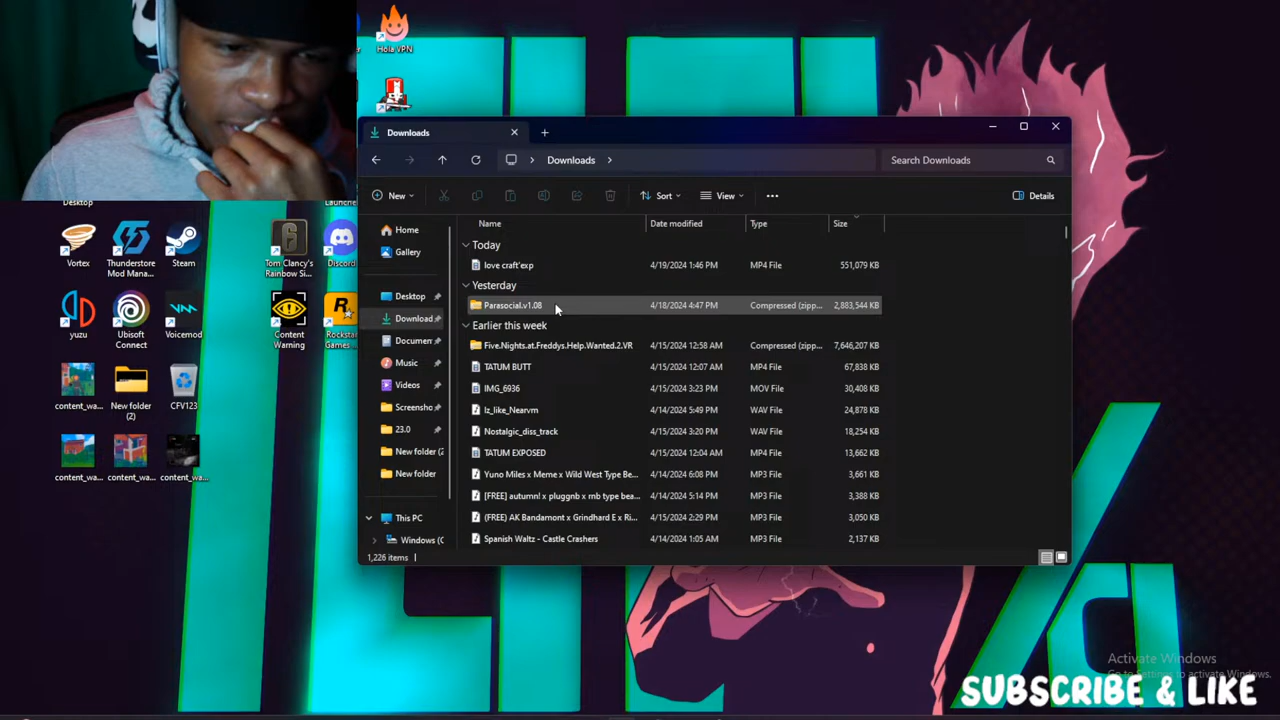 Hola VPN
Downloads
Downloads
Search Downloads
New
Sort
View
Details
Desktop
Launcher
Vortex
Thunderstore Mod Mana...
Steam
Tom Clancy's Rainbow Si...
Discord
yuzu
Ubisoft Connect
Voicemod
Content Warning
Rockstar Games ...
content_wa...
New folder (2)
CFV123
content_wa...
content_wa...
content_wa...
Home
Gallery
Desktop
Download
Documen
Music
Videos
Screensho
23.0
New folder (2
New folder
This PC
Windows (C
Name Date modified Type Size
Today
love craft'exp 4/19/2024 1:46 PM MP4 File 551,079 KB
Yesterday
Parasocial.v1.08 4/18/2024 4:47 PM Compressed (zipp... 2,883,544 KB
Earlier this week
Five.Nights.at.Freddys.Help.Wanted.2.VR 4/15/2024 12:58 AM Compressed (zipp... 7,646,207 KB
TATUM BUTT 4/15/2024 12:07 AM MP4 File 67,838 KB
IMG_6936 4/15/2024 3:23 PM MOV File 30,408 KB
Iz_like_Nearvm 4/14/2024 5:49 PM WAV File 24,878 KB
Nostalgic_diss_track 4/15/2024 3:20 PM WAV File 18,254 KB
TATUM EXPOSED 4/15/2024 12:04 AM MP4 File 13,662 KB
Yuno Miles x Meme x Wild West Type Be... 4/14/2024 6:08 PM MP3 File 3,661 KB
[FREE] autumn! x pluggnb x rnb type bea... 4/14/2024 5:14 PM MP3 File 3,388 KB
(FREE) AK Bandamont x Grindhard E x Ri... 4/15/2024 2:29 PM MP3 File 3,050 KB
Spanish Waltz - Castle Crashers 4/14/2024 1:05 AM MP3 File 2,137 KB
1,226 items
Activate Windows
Go to Settings to activate Windows.
SUBSCRIBE & LIKE